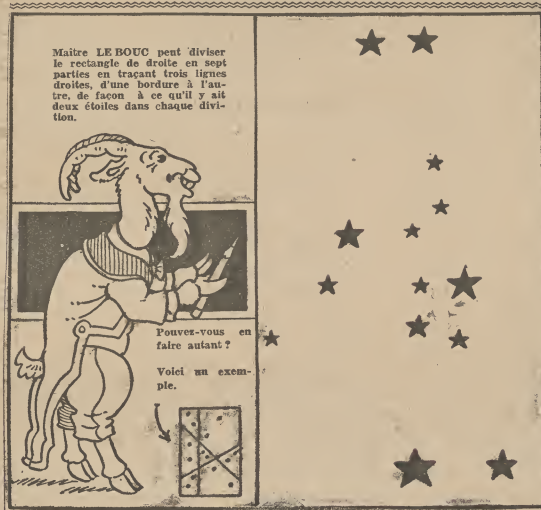 Maître LE BOUC peut diviser
le rectangle de droite en sept
parties en traçant trois lignes
droites, d'une bordure à l'au-
tre, de façon à ce qu'il y ait
deux étoiles dans chaque divi-
tion.
Pouvez-vous en
faire autant ?
Voici un exem-
ple.